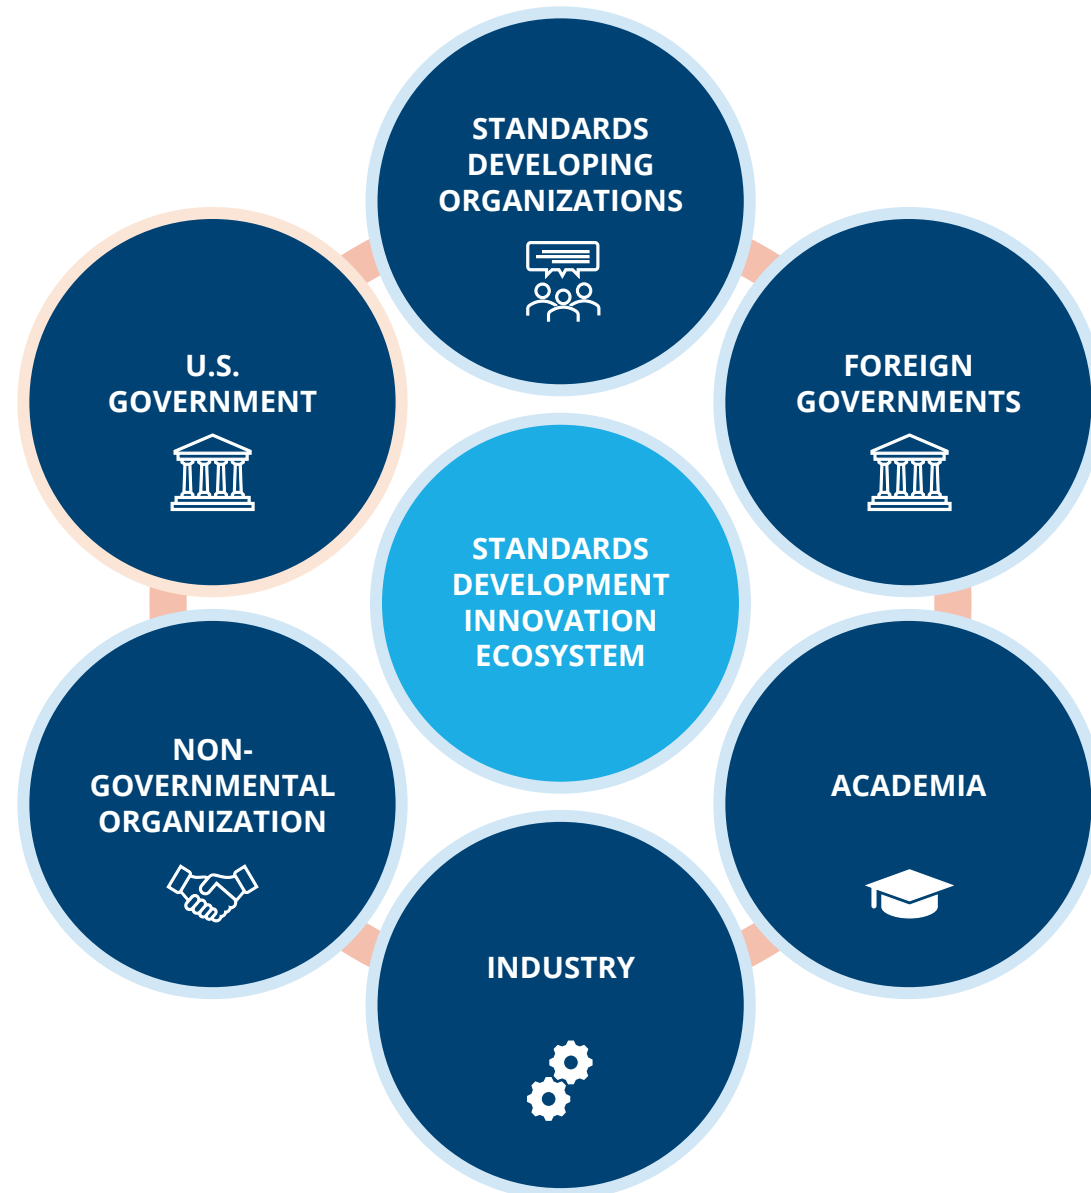 STANDARDS
DEVELOPING
ORGANIZATIONS
U.S.
GOVERNMENT
FOREIGN
GOVERNMENTS
STANDARDS
DEVELOPMENT
INNOVATION
ECOSYSTEM
NON-
GOVERNMENTAL
ORGANIZATION
ACADEMIA
INDUSTRY